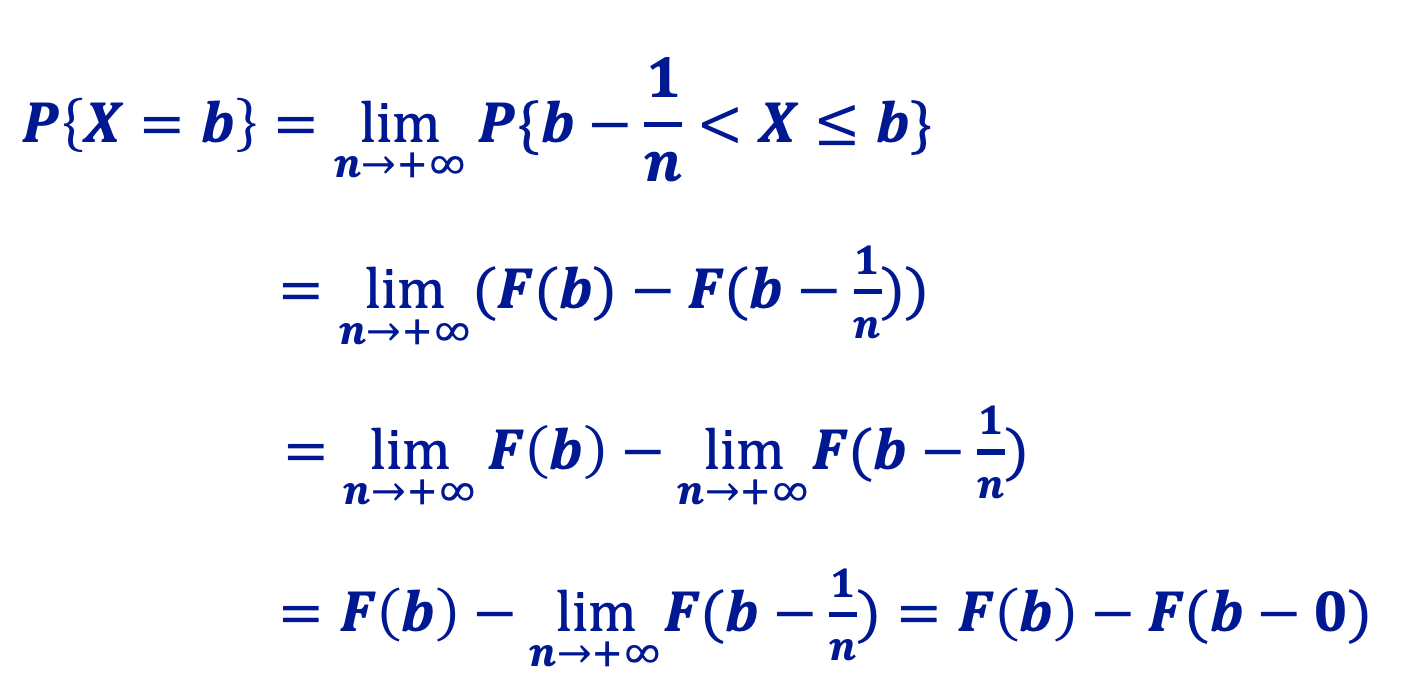 P{X = b} = lim_{n→+∞} P{b − 1/n < X ≤ b}
= lim_{n→+∞} (F(b) − F(b − 1/n))
= lim_{n→+∞} F(b) − lim_{n→+∞} F(b − 1/n)
= F(b) − lim_{n→+∞} F(b − 1/n) = F(b) − F(b − 0)